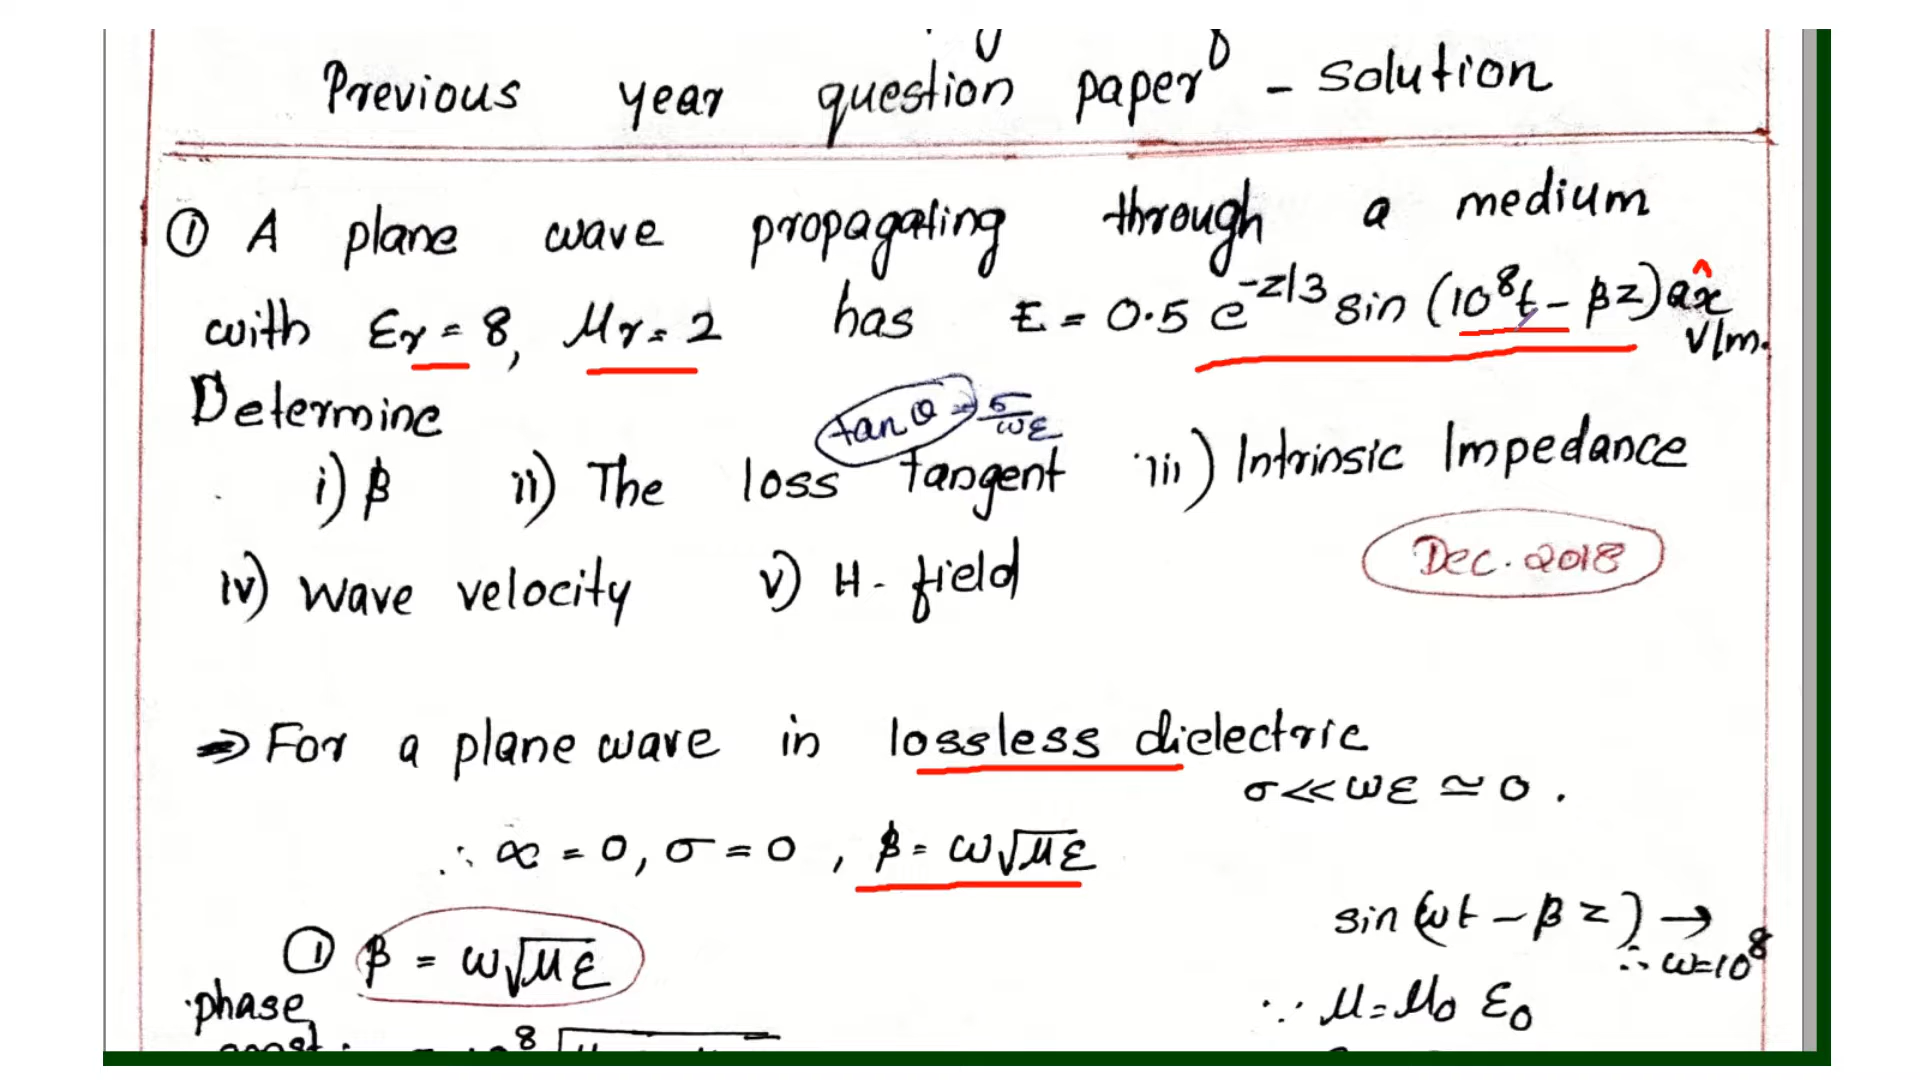 Previous year question paper - solution
① A plane wave propagating through a medium
with εr = 8, μr = 2 has E = 0.5 e^-z/3 sin (10^8t - βz) âx V/m.
Determine
tanθ = σ/ωε
i) β ii) The loss tangent iii) Intrinsic Impedance
iv) wave velocity v) H - field
Dec. 2018
⇒ For a plane wave in lossless dielectric
σ << ωε ≃ 0 .
∴ ∝ = 0, σ = 0 , β = ω√με
sin (ωt - βz) →
∴ ω=10^8
① β = ω√με
phase
∵ μ = μ0 ε0